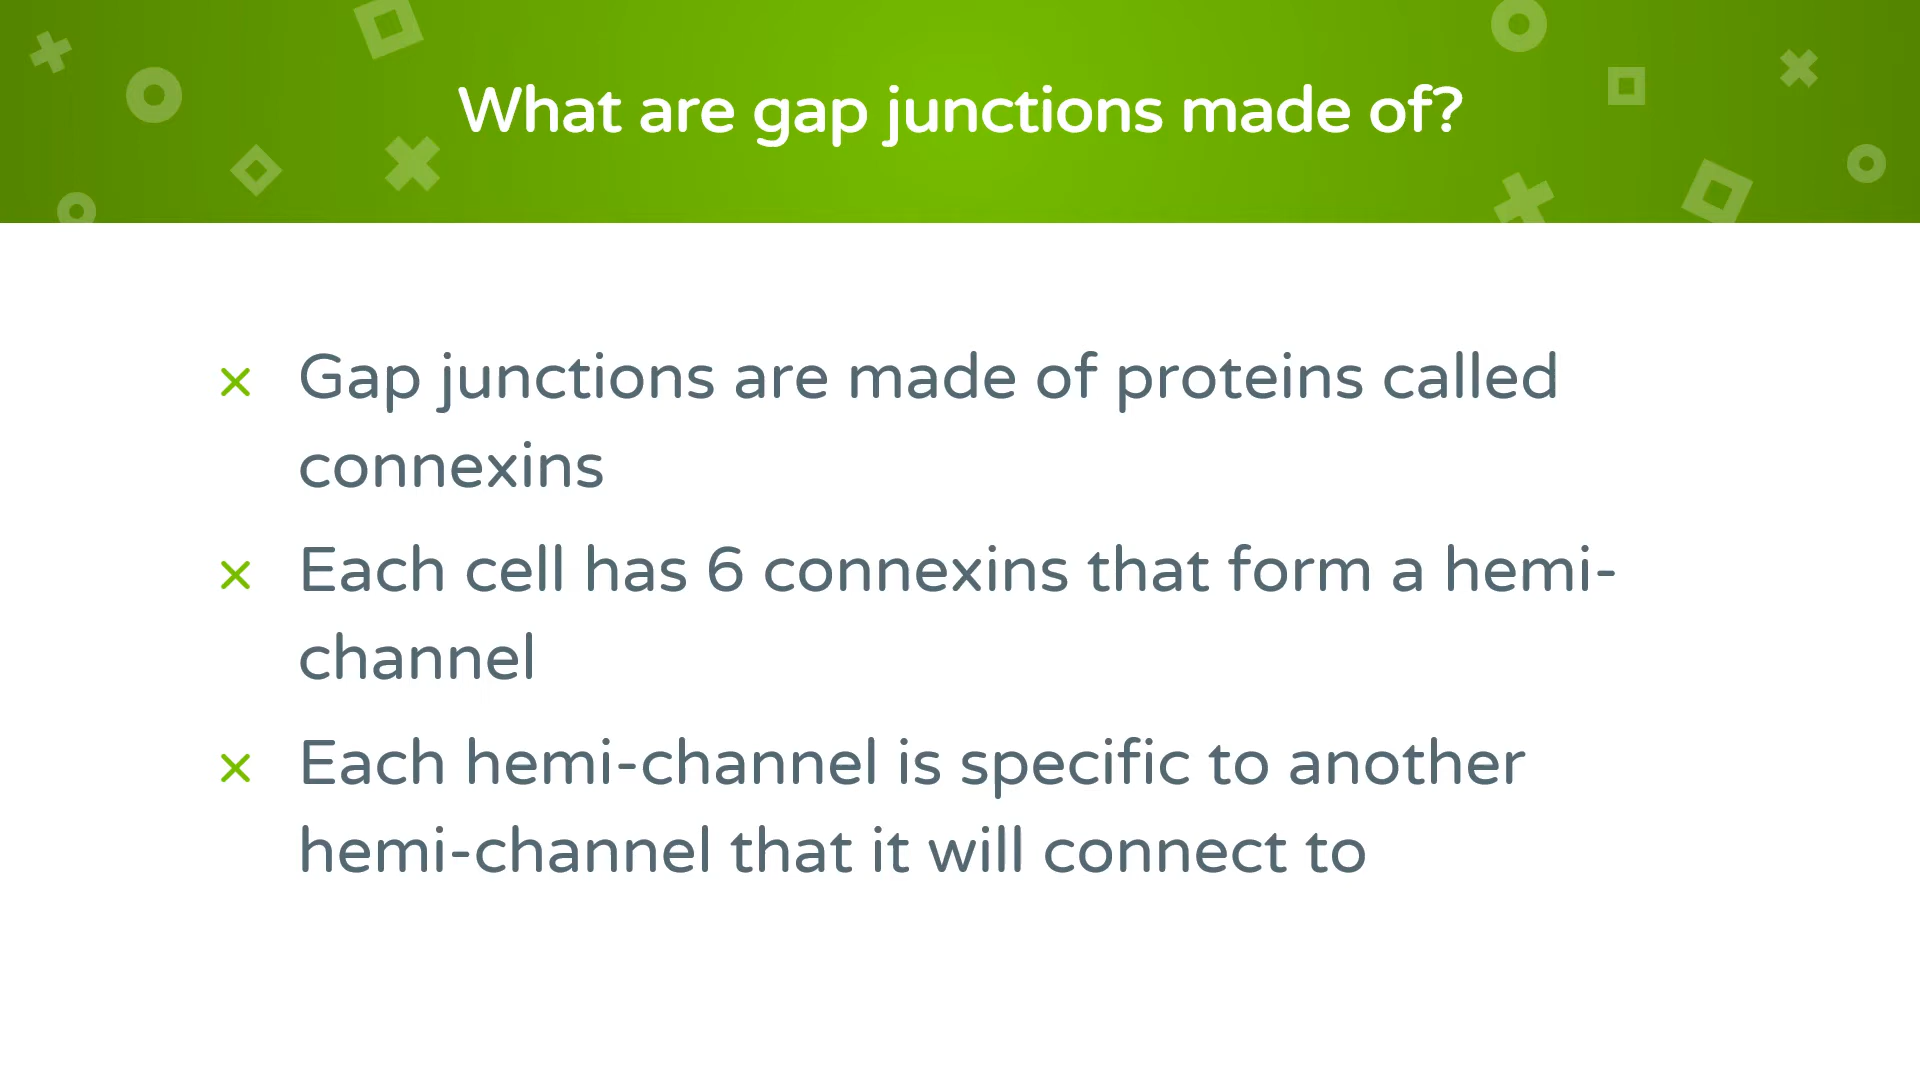 What are gap junctions made of?
Gap junctions are made of proteins called
connexins
Each cell has 6 connexins that form a hemi-
channel
Each hemi-channel is specific to another
hemi-channel that it will connect to